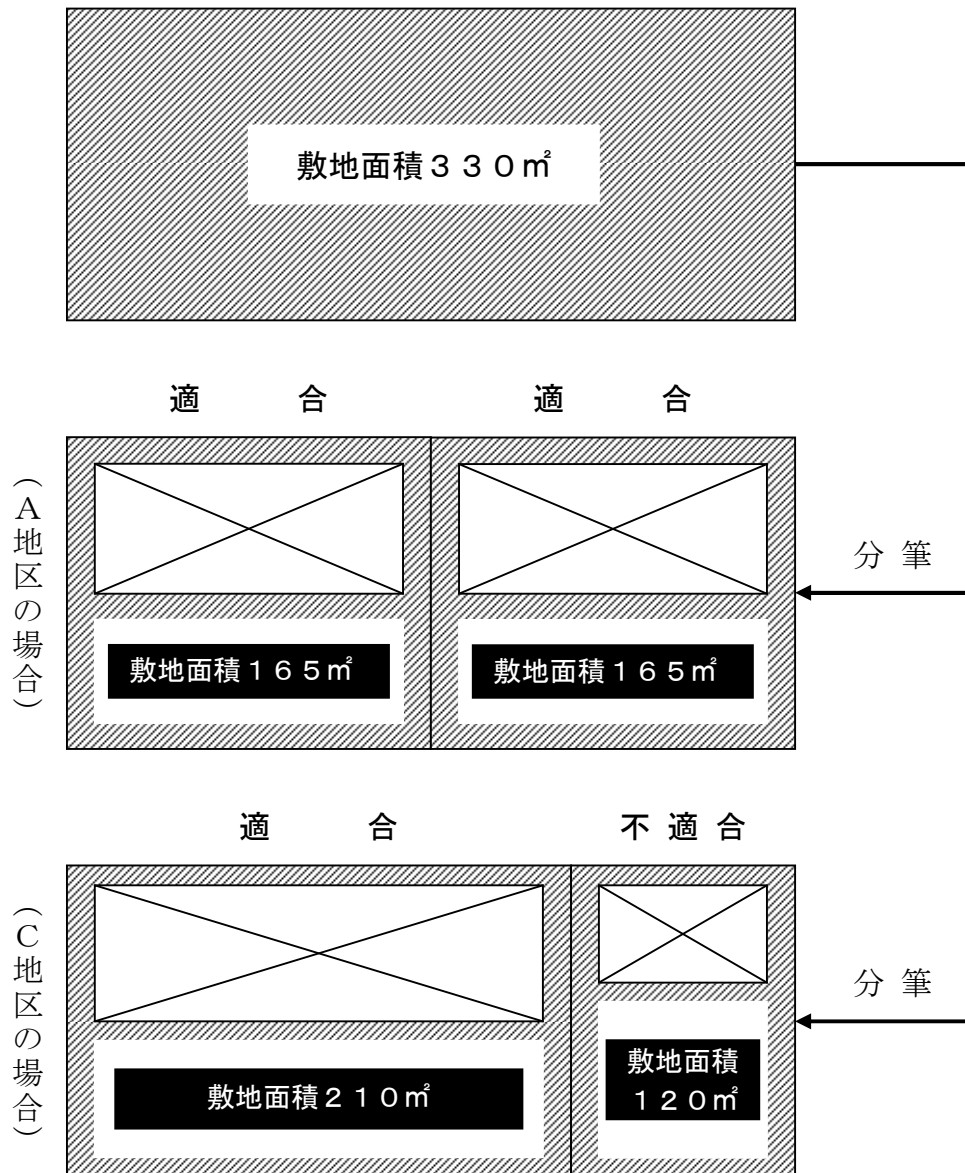 敷地面積３３０㎡
適　　合
適　　合
（Ａ地区の場合）
分 筆
敷地面積１６５㎡
敷地面積１６５㎡
適　　合
不 適 合
（Ｃ地区の場合）
分 筆
敷地面積２１０㎡
敷地面積
１２０㎡